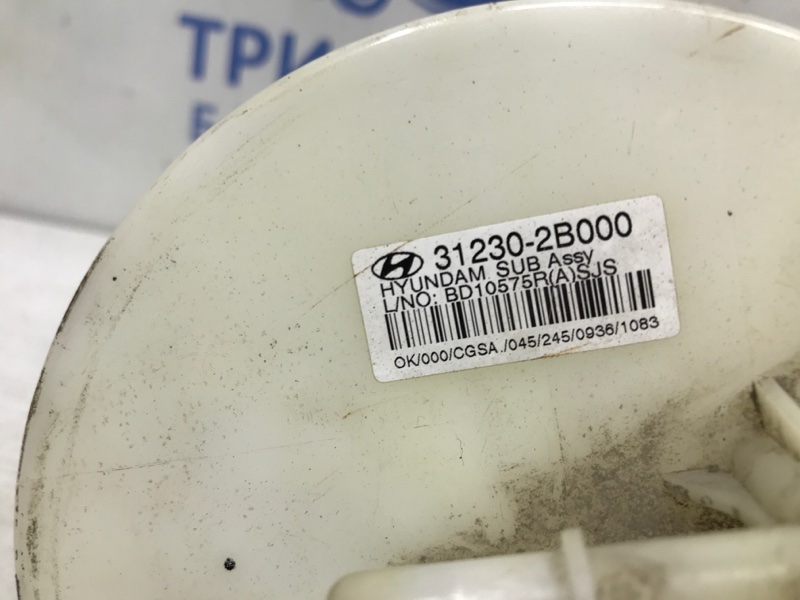 ТРИ
Б
31230-2B000
HYUNDAM SUB Assy
L/NO: BD10575R(A)SJS
OK/000/CGSA./045/245/0936/1083